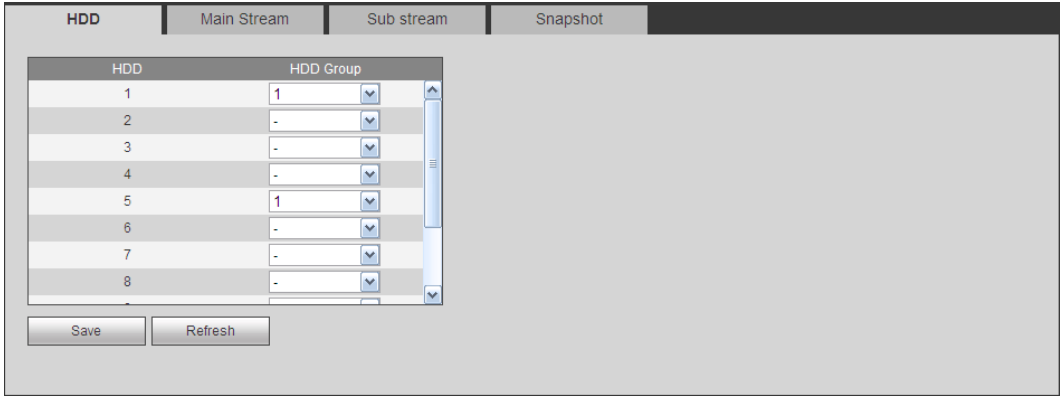 HDD Main Stream Sub stream Snapshot
HDD HDD Group
1 1
2 -
3 -
4 -
5 1
6 -
7 -
8 -
Save Refresh